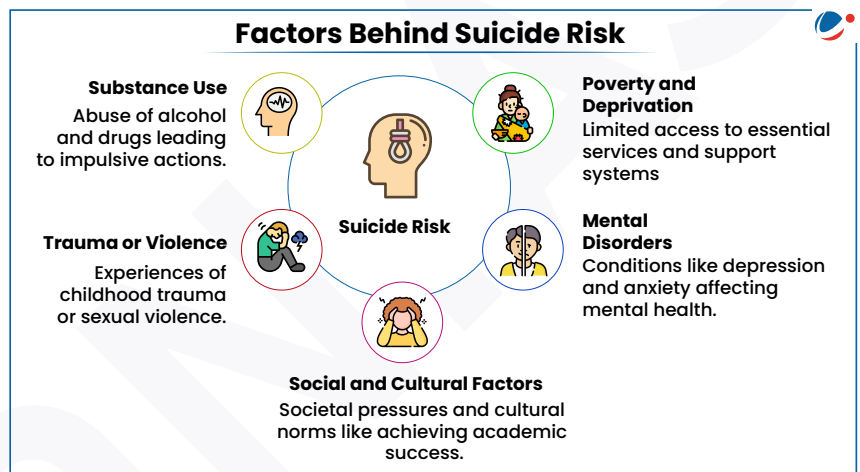 Factors Behind Suicide Risk
Substance Use
Abuse of alcohol
and drugs leading
to impulsive actions.
Poverty and
Deprivation
Limited access to essential
services and support
systems
Suicide Risk
Trauma or Violence
Experiences of
childhood trauma
or sexual violence.
Mental
Disorders
Conditions like depression
and anxiety affecting
mental health.
Social and Cultural Factors
Societal pressures and cultural
norms like achieving academic
success.